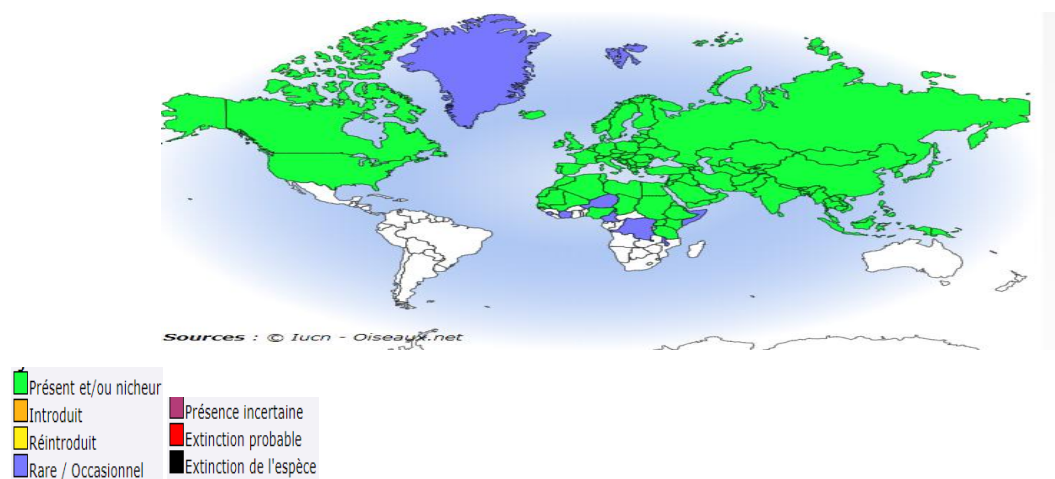 Sources : © Iucn - Oiseaux.net
Présent et/ou nicheur
Introduit
Réintroduit
Rare / Occasionnel
Présence incertaine
Extinction probable
Extinction de l'espèce